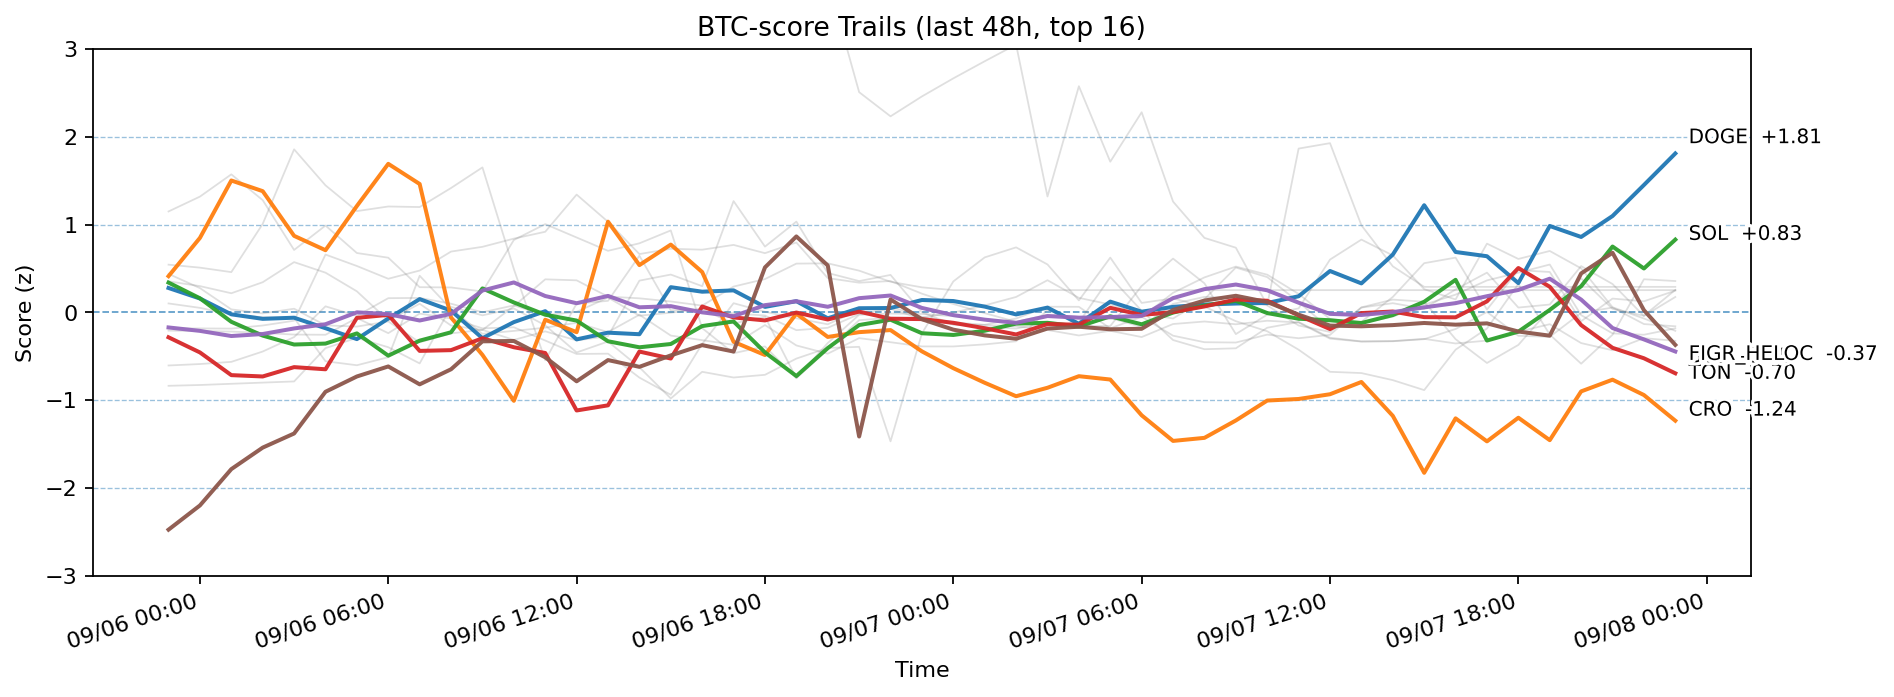 BTC-score Trails (last 48h, top 16)
Score (z)
3
2
1
0
−1
−2
−3
DOGE +1.81
SOL +0.83
FIGR_HELOC -0.37
TON -0.70
CRO -1.24
09/06 00:00
09/06 06:00
09/06 12:00
09/06 18:00
09/07 00:00
09/07 06:00
09/07 12:00
09/07 18:00
09/08 00:00
Time